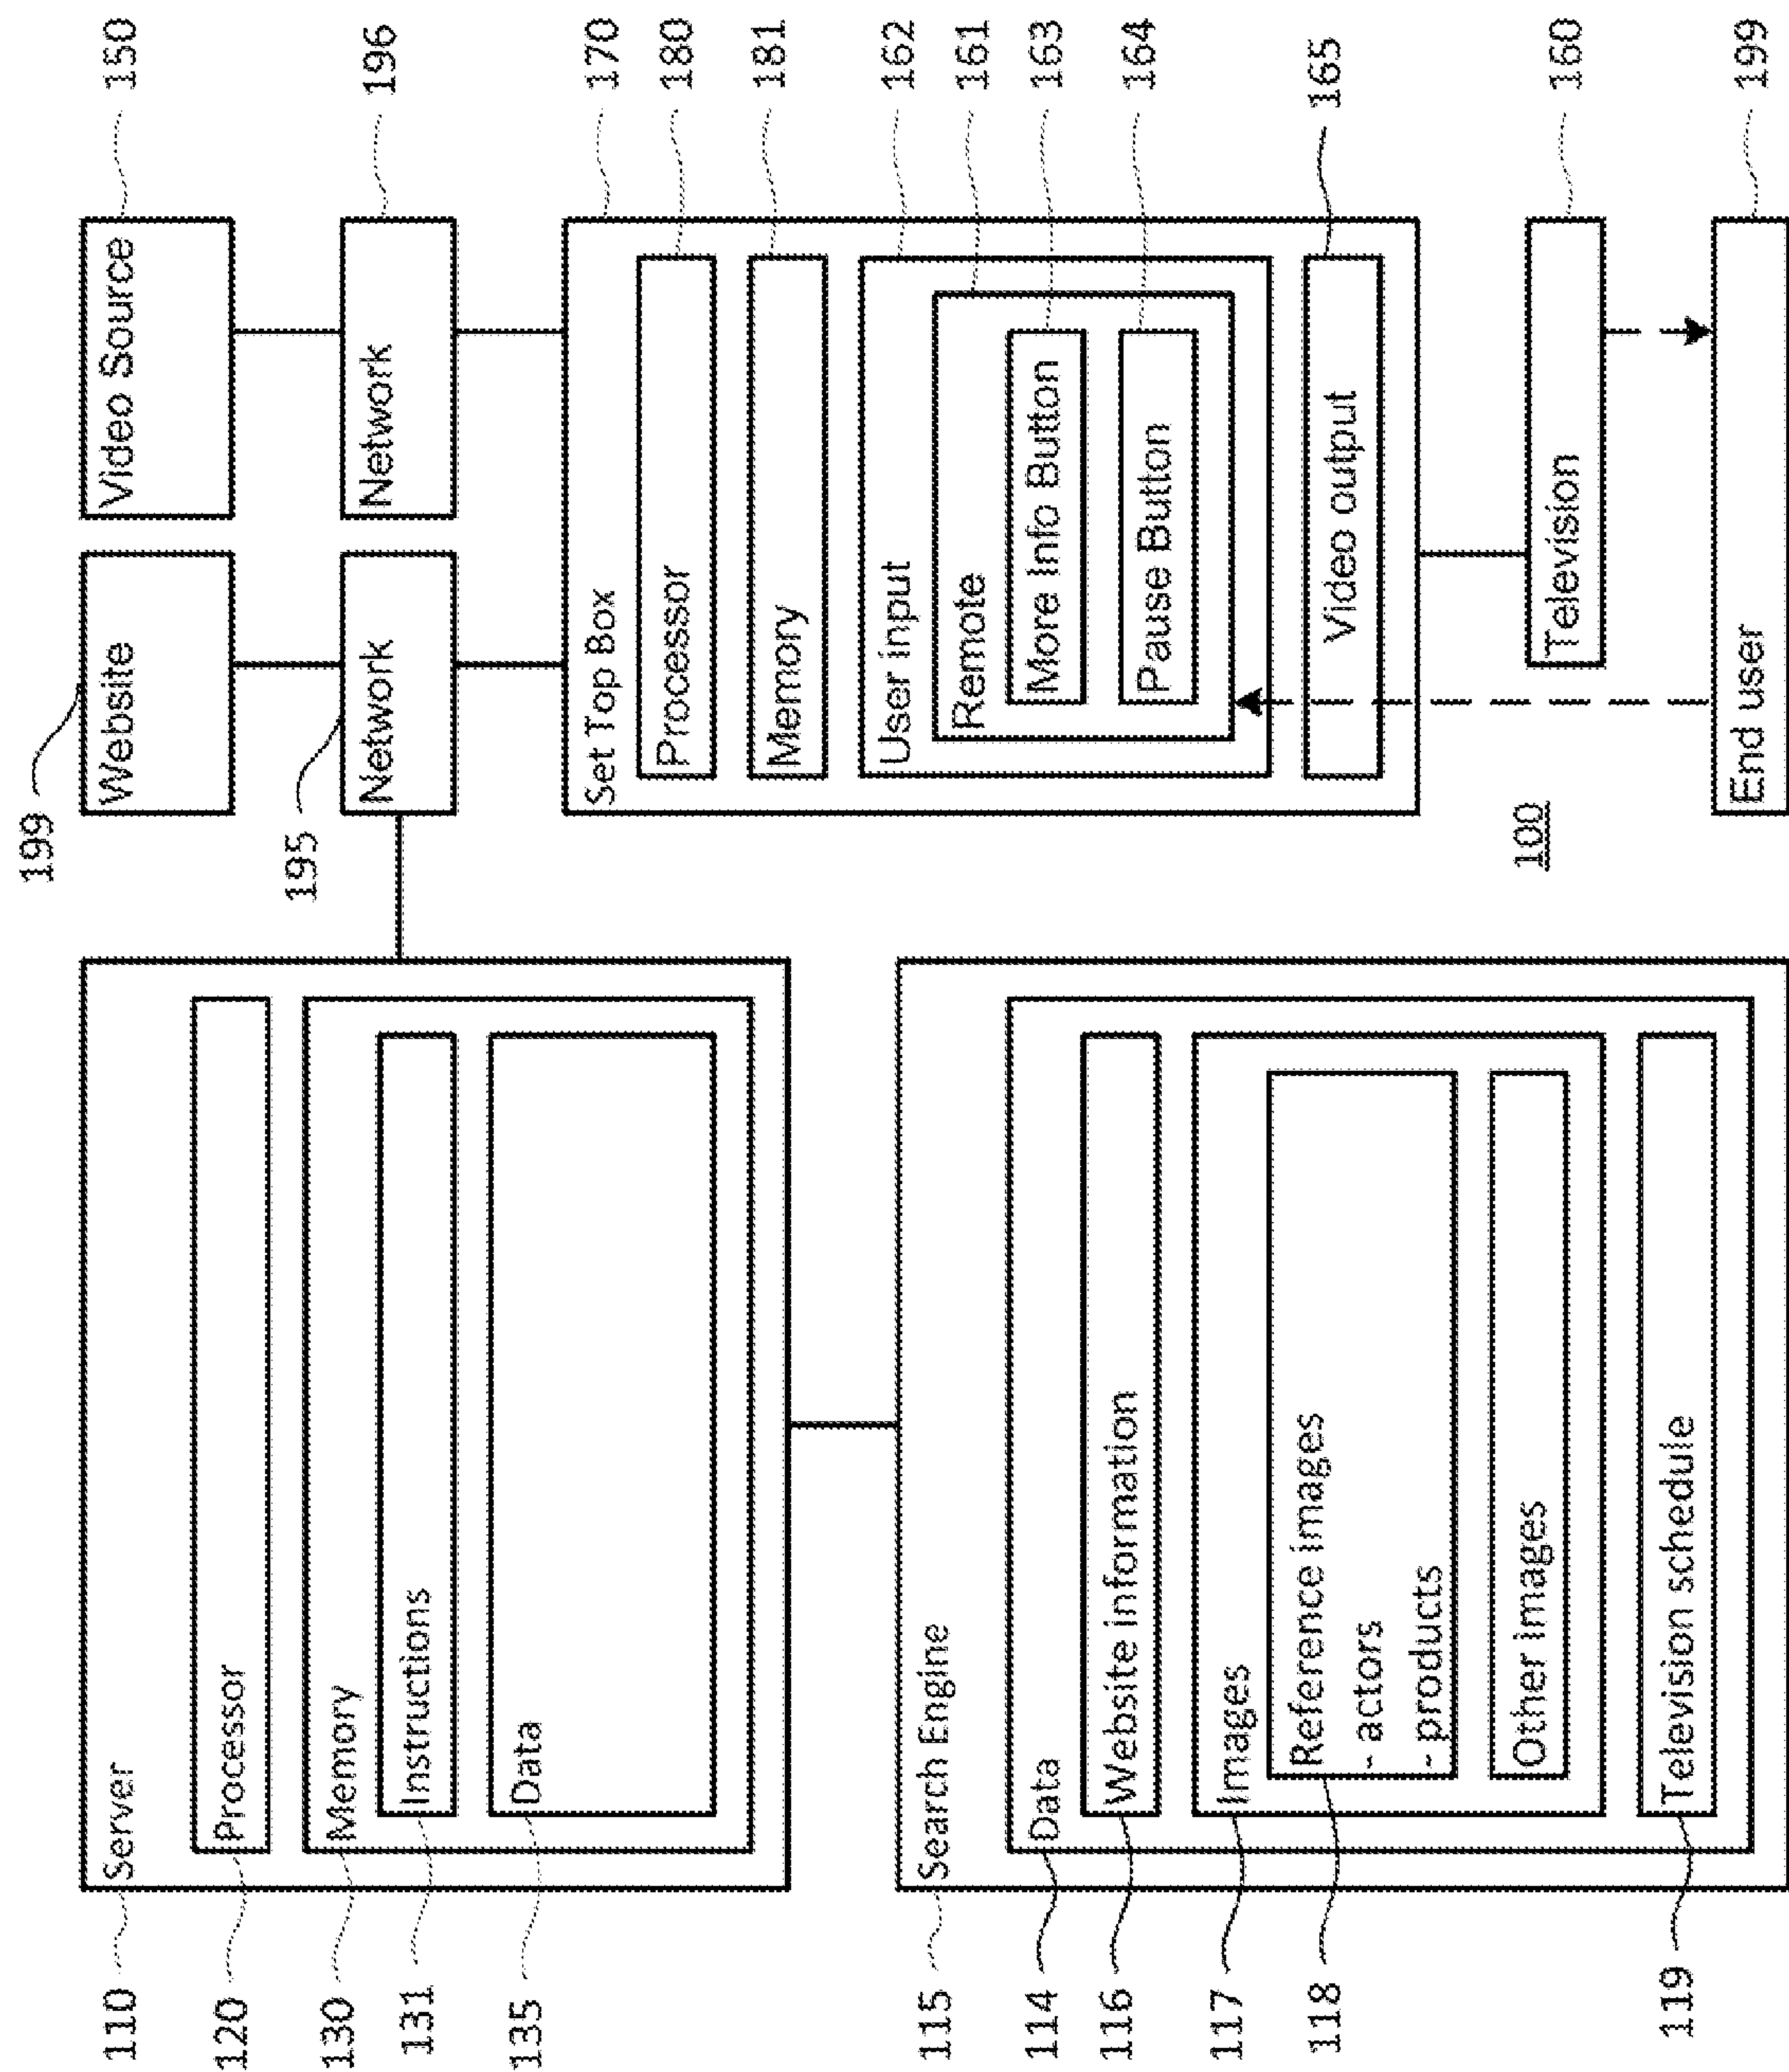 110
Server
120
Processor
130
Memory
131
Instructions
135
Data
115
Search Engine
114
Data
116
Website information
117
Images
118
Reference images
- actors
- products
Other images
119
Television schedule
199
Website
Video Source
150
195
Network
Network
196
Set Top Box
170
Processor
180
Memory
181
User input
162
Remote
161
More Info Button
163
Pause Button
164
Video output
165
100
Television
160
End user
199